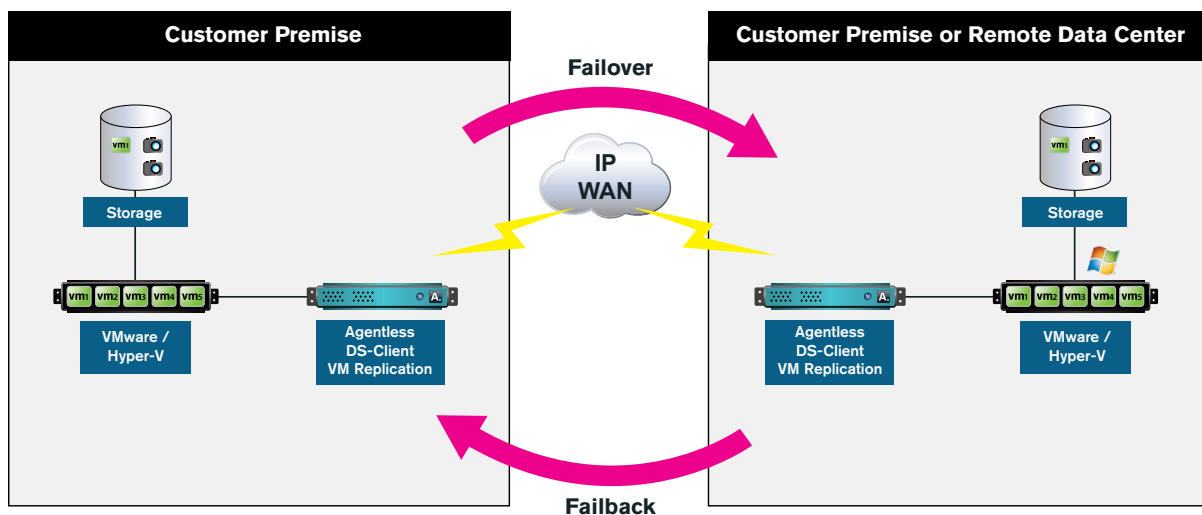 Customer Premise
Customer Premise or Remote Data Center
Failover
IP
WAN
vm1
Storage
vm1 vm2 vm3 vm4 vm5
VMware /
Hyper-V
A
Agentless
DS-Client
VM Replication
vm1
Storage
A
Agentless
DS-Client
VM Replication
vm1 vm2 vm3 vm4 vm5
VMware /
Hyper-V
Failback